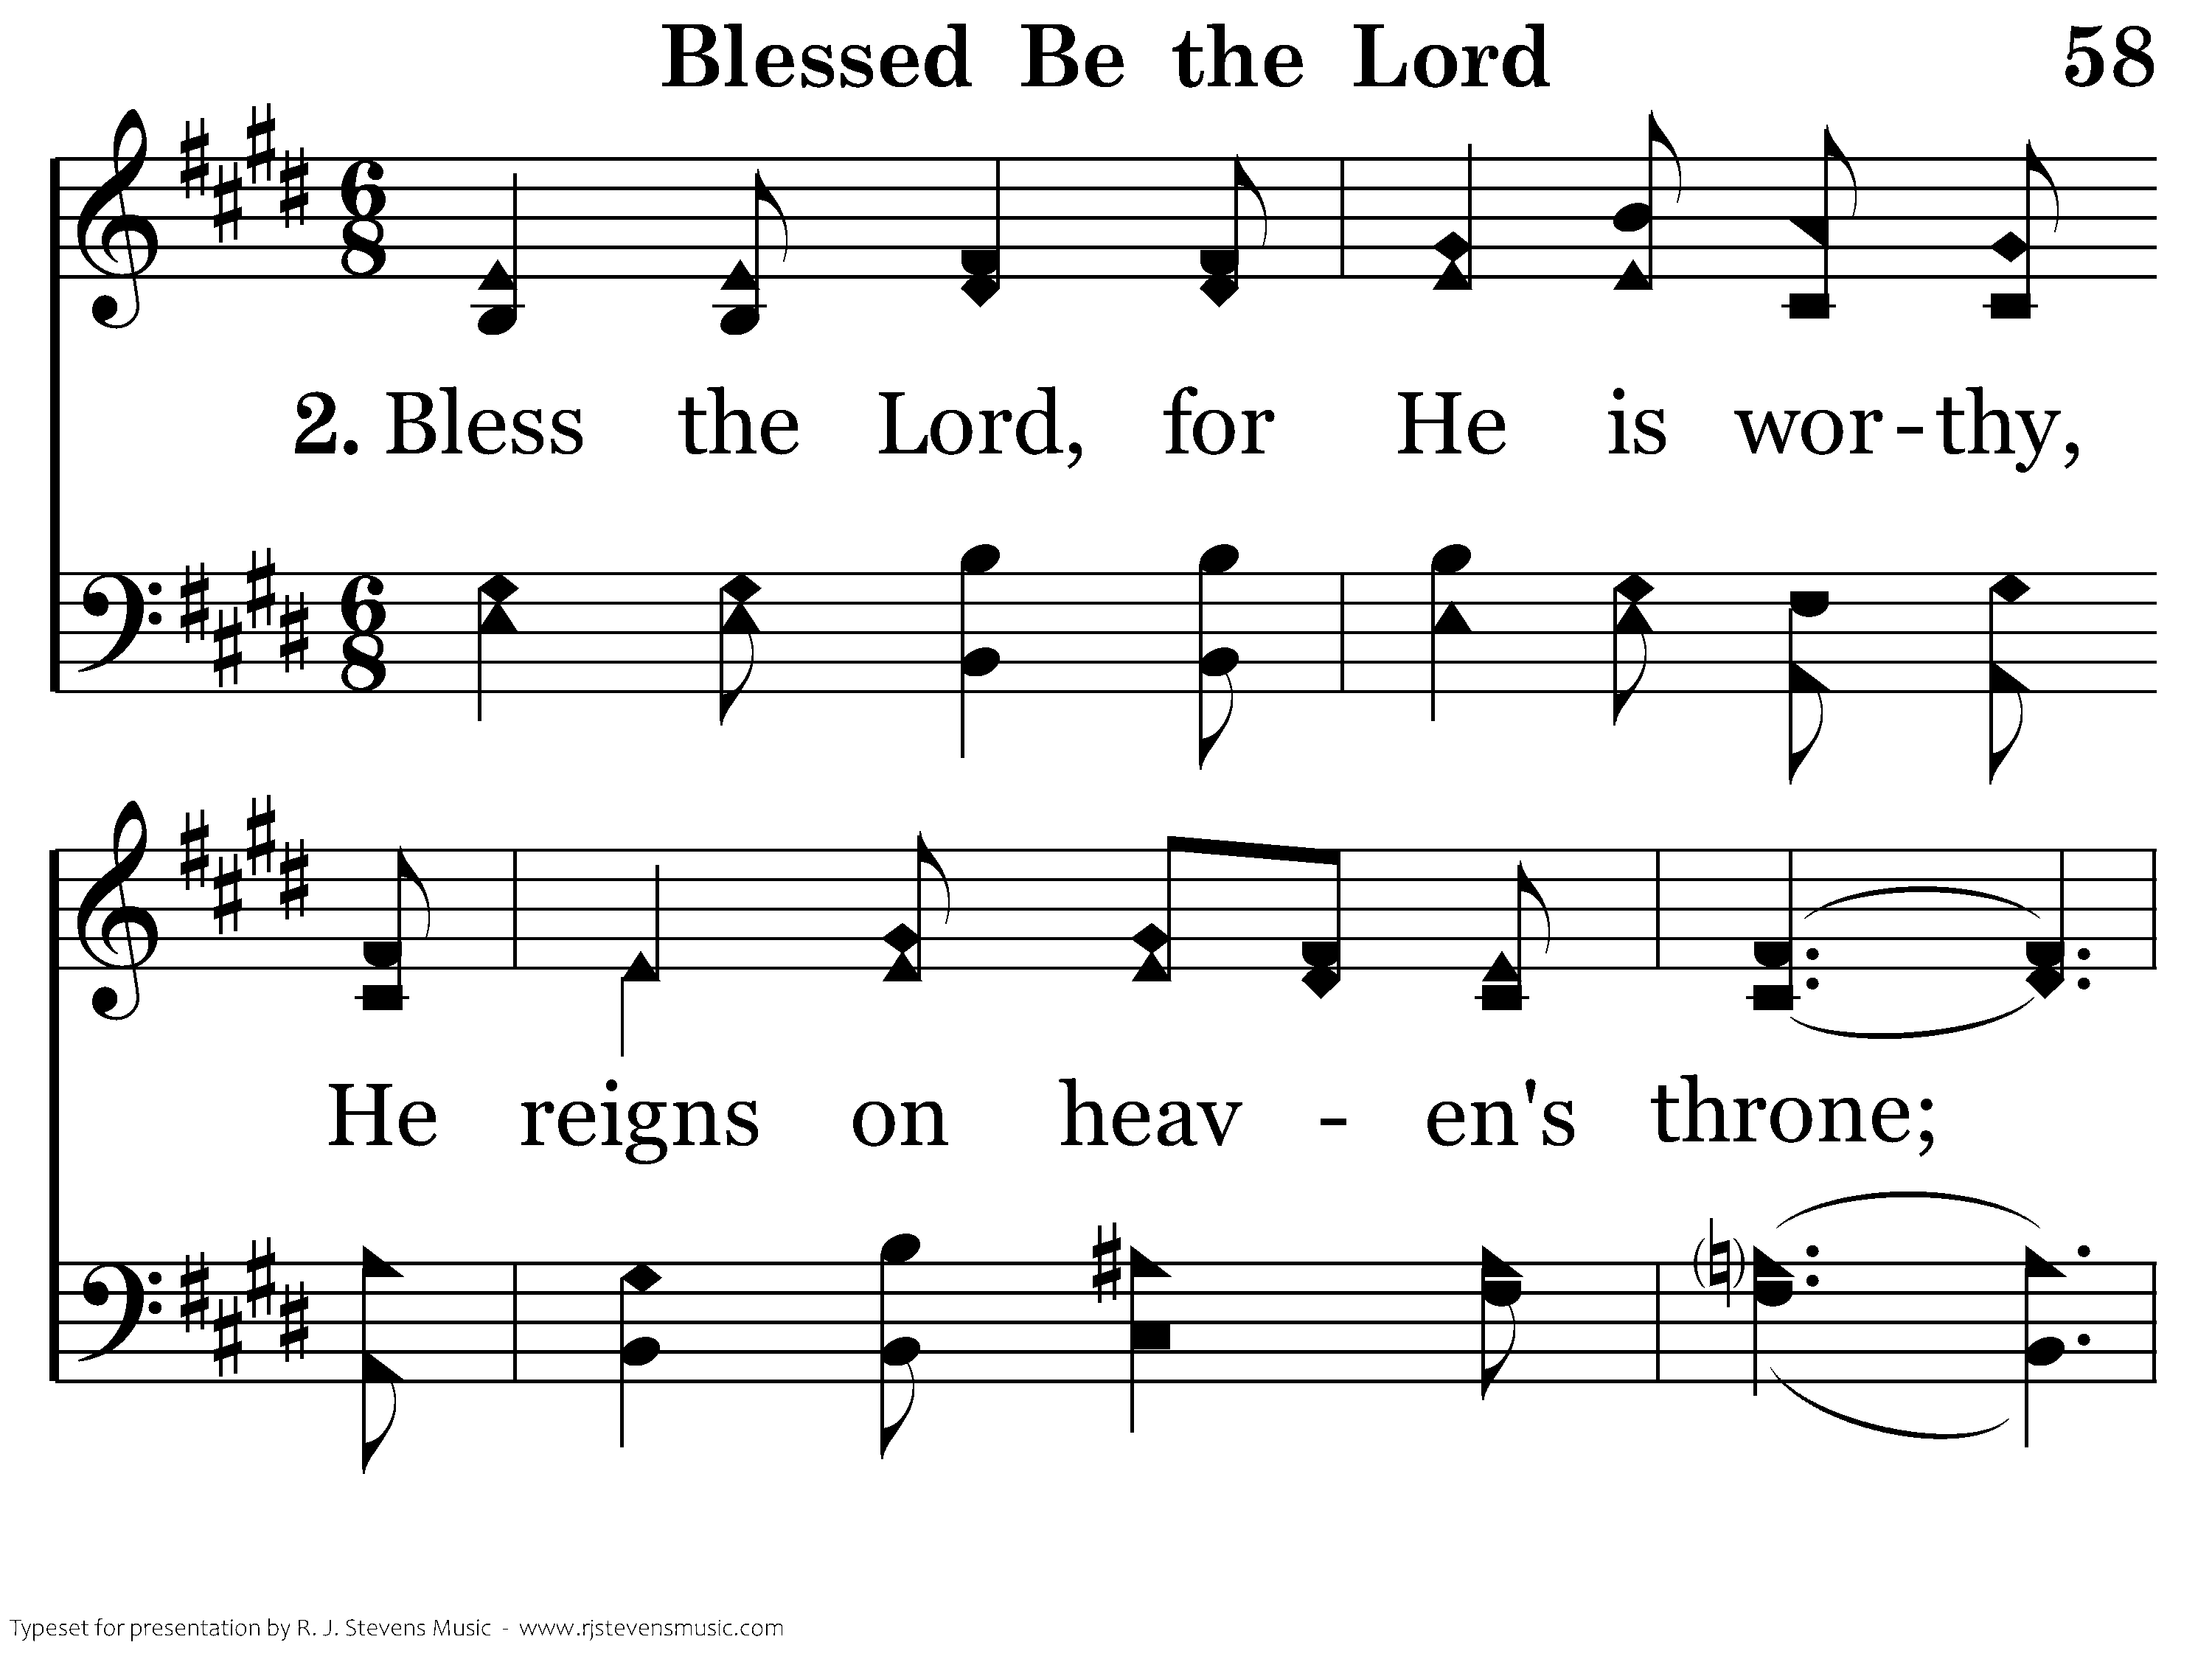 Blessed Be the Lord 58
2. Bless the Lord, for He is wor-thy,
He reigns on heav - en's throne;
Typeset for presentation by R. J. Stevens Music - www.rjstevensmusic.com